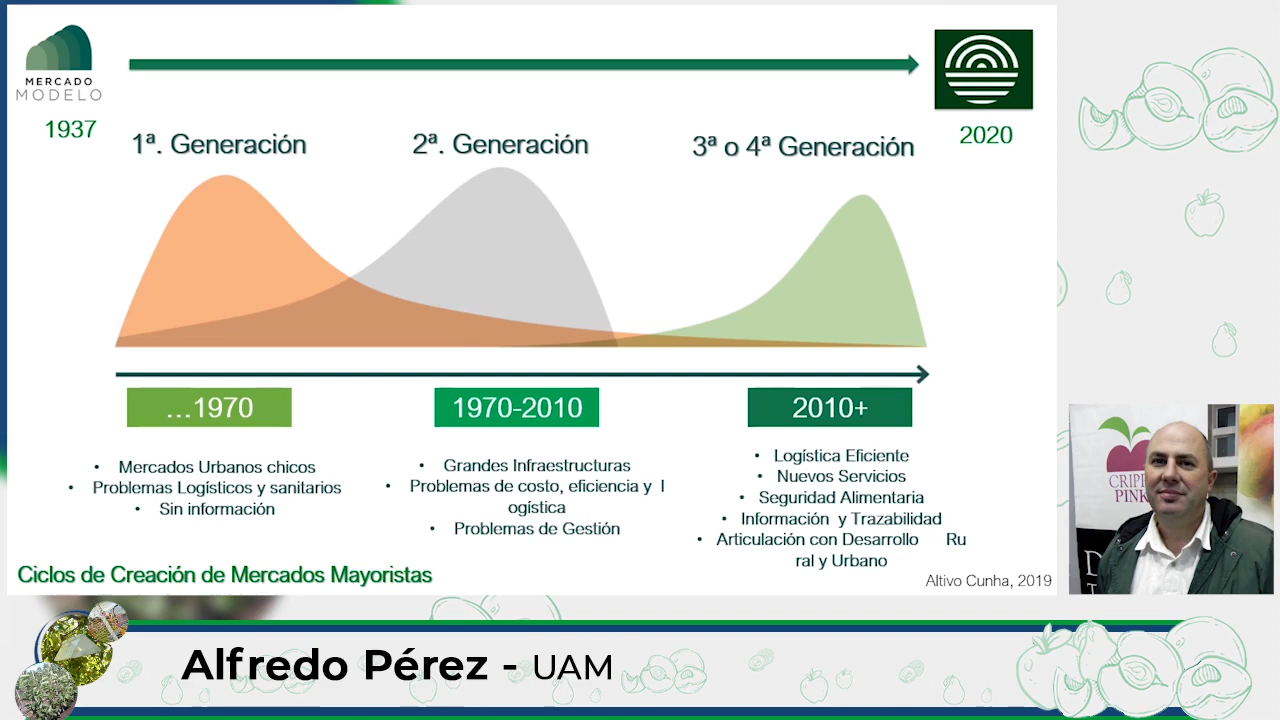 MERCADO
MODELO
1937
2020
1ª. Generación
2ª. Generación
3ª o 4ª Generación
...1970
1970-2010
2010+
• Mercados Urbanos chicos
• Problemas Logísticos y sanitarios
• Sin información
• Grandes Infraestructuras
• Problemas de costo, eficiencia y l
ogística
• Problemas de Gestión
• Logística Eficiente
• Nuevos Servicios
• Seguridad Alimentaria
• Información y Trazabilidad
• Articulación con Desarrollo Ru
ral y Urbano
Ciclos de Creación de Mercados Mayoristas
Altivo Cunha, 2019
PINK
Alfredo Pérez - UAM